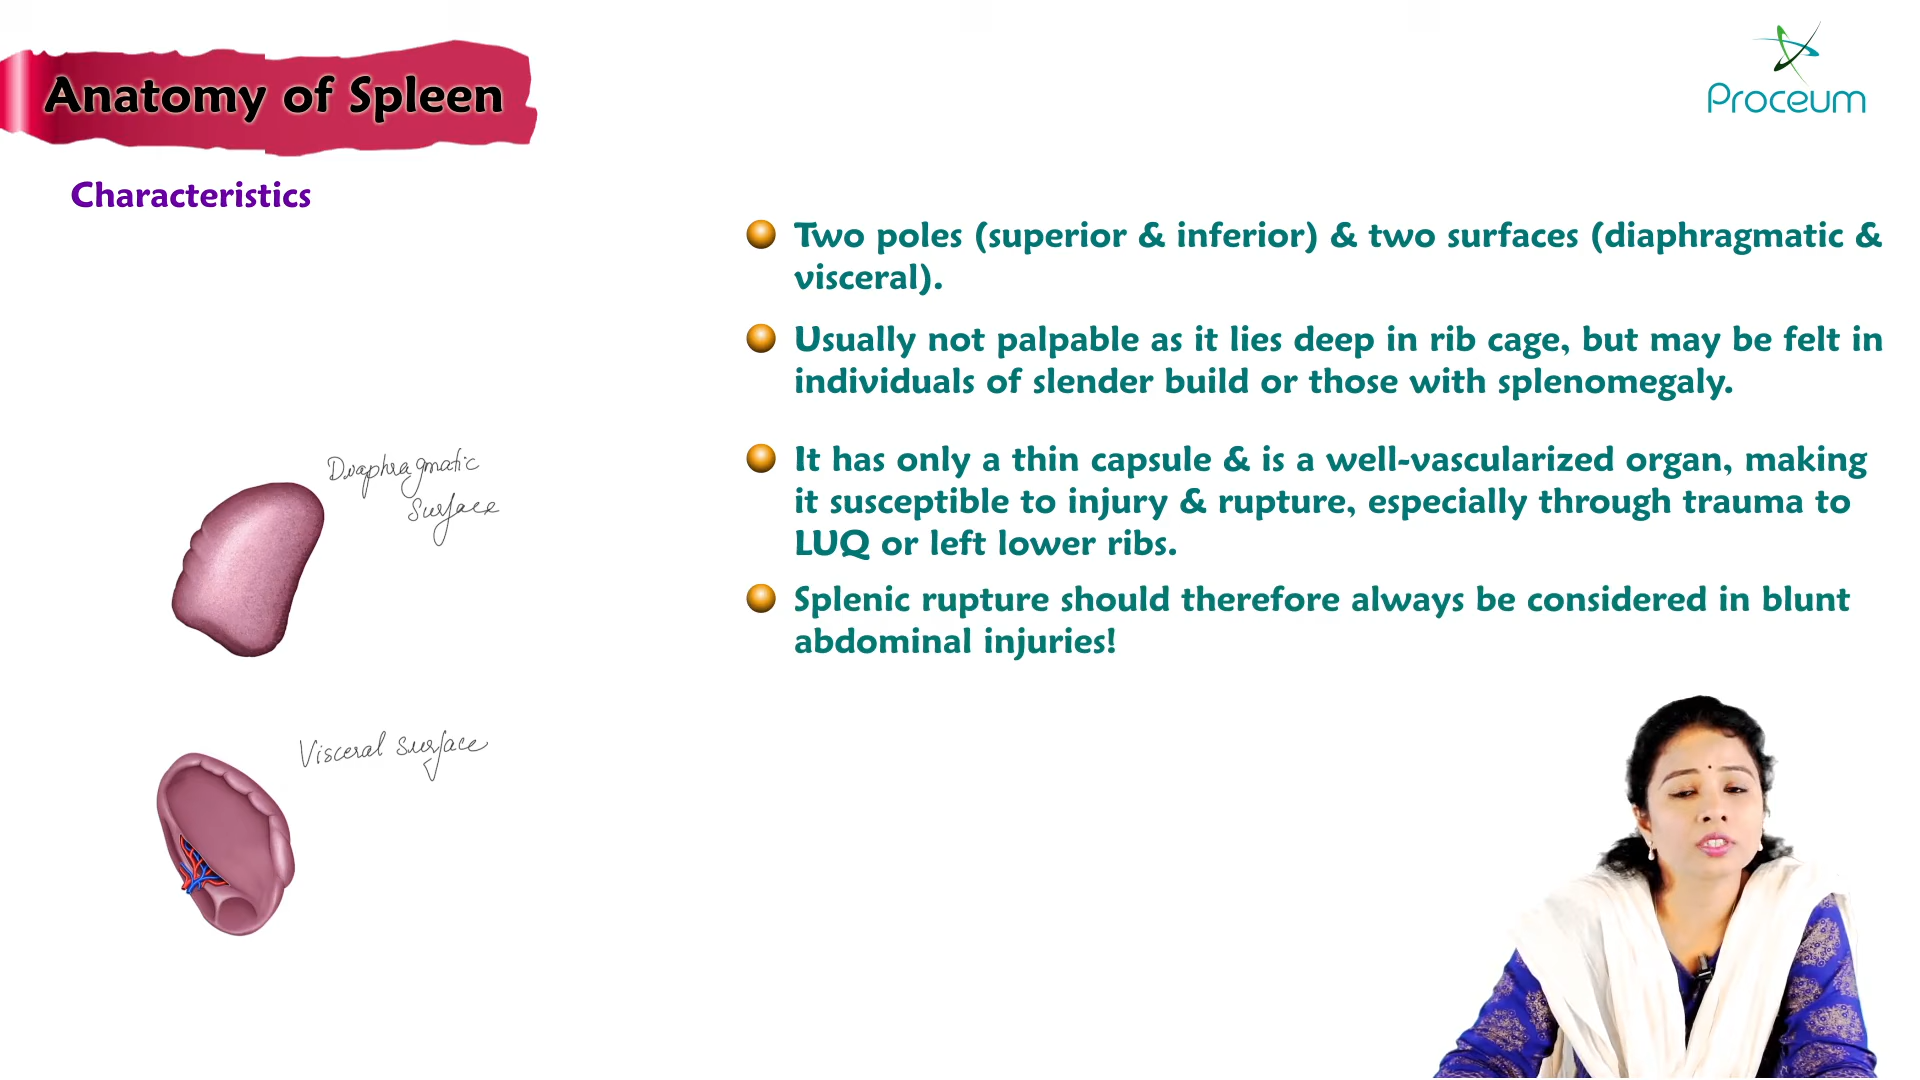 Anatomy of Spleen
Proceum
Characteristics
Two poles (superior & inferior) & two surfaces (diaphragmatic &
visceral).
Usually not palpable as it lies deep in rib cage, but may be felt in
individuals of slender build or those with splenomegaly.
It has only a thin capsule & is a well-vascularized organ, making
it susceptible to injury & rupture, especially through trauma to
LUQ or left lower ribs.
Splenic rupture should therefore always be considered in blunt
abdominal injuries!
Diaphragmatic
Surface
Visceral surface